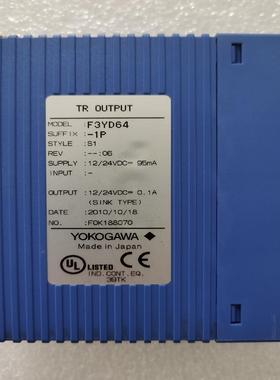 TR OUTPUT
MODEL F3YD64
SUFFIX -1P
STYLE S1
REV --:06
SUPPLY 12/24VDC⎓ 95mA
INPUT -
OUTPUT 12/24VDC⎓ 0.1A
(SINK TYPE)
DATE 2010/10/18
NO. F0K188070
YOKOGAWA
Made in Japan
UL LISTED
IND. CONT. EQ.
39TK